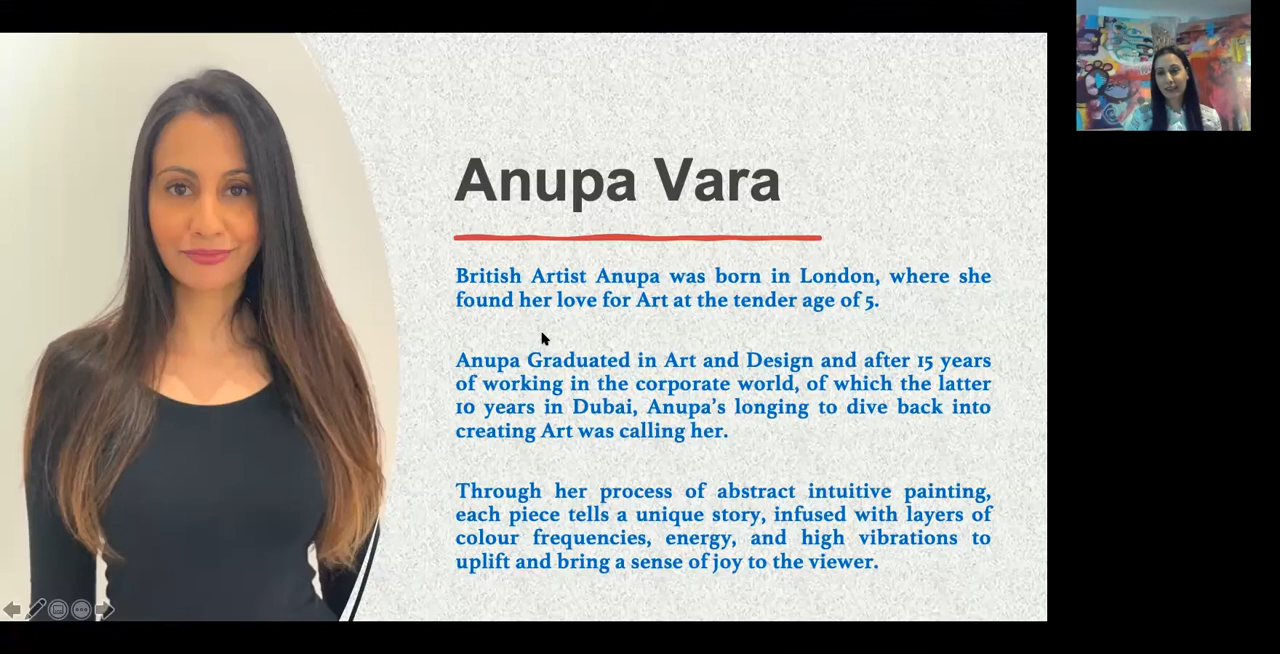 Anupa Vara
British Artist Anupa was born in London, where she
found her love for Art at the tender age of 5.
Anupa Graduated in Art and Design and after 15 years
of working in the corporate world, of which the latter
10 years in Dubai, Anupa’s longing to dive back into
creating Art was calling her.
Through her process of abstract intuitive painting,
each piece tells a unique story, infused with layers of
colour frequencies, energy, and high vibrations to
uplift and bring a sense of joy to the viewer.